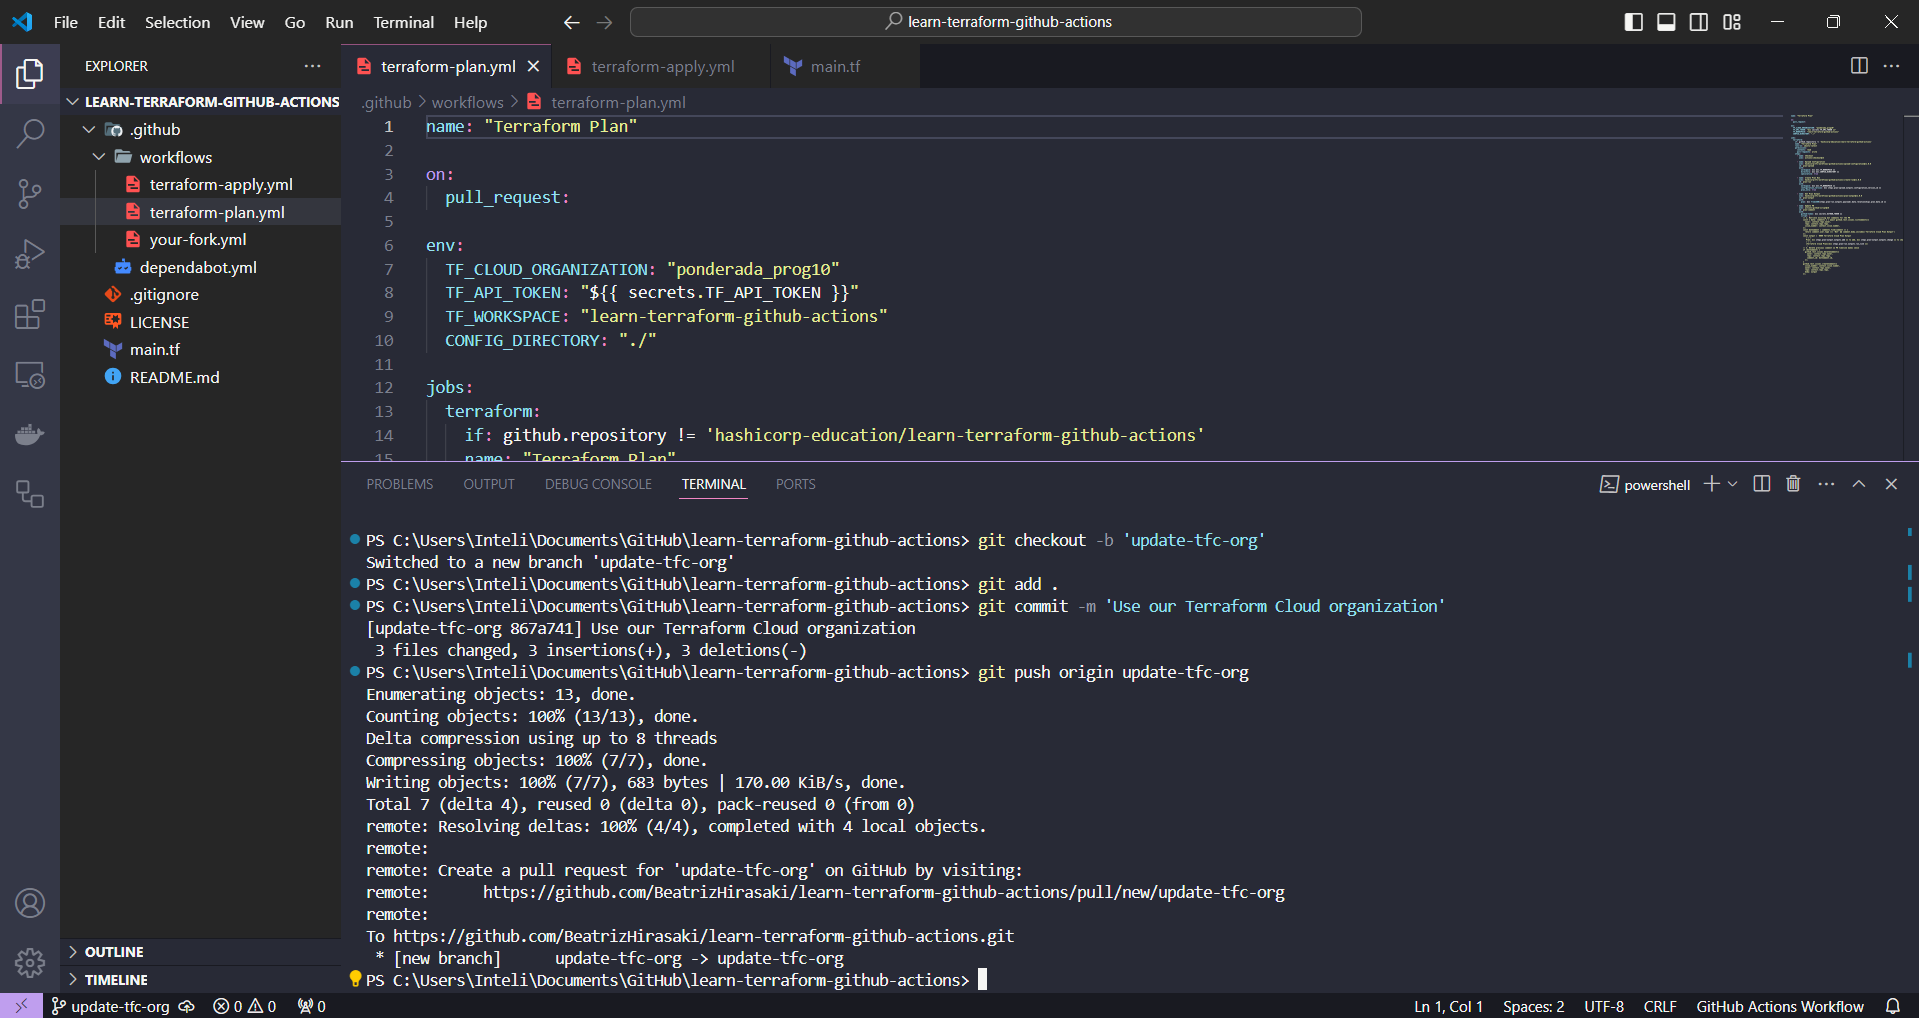 File Edit Selection View Go Run Terminal Help
learn-terraform-github-actions
EXPLORER
LEARN-TERRAFORM-GITHUB-ACTIONS
.github
workflows
terraform-apply.yml
terraform-plan.yml
your-fork.yml
dependabot.yml
.gitignore
LICENSE
main.tf
README.md
OUTLINE
TIMELINE
terraform-plan.yml terraform-apply.yml main.tf
.github > workflows > terraform-plan.yml
1 name: "Terraform Plan"
2
3 on:
4 pull_request:
5
6 env:
7 TF_CLOUD_ORGANIZATION: "ponderada_prog10"
8 TF_API_TOKEN: "${{ secrets.TF_API_TOKEN }}"
9 TF_WORKSPACE: "learn-terraform-github-actions"
10 CONFIG_DIRECTORY: "./"
11
12 jobs:
13 terraform:
14 if: github.repository != 'hashicorp-education/learn-terraform-github-actions'
15 name: "Terraform Plan"
PROBLEMS OUTPUT DEBUG CONSOLE TERMINAL PORTS
powershell
PS C:\Users\Inteli\Documents\GitHub\learn-terraform-github-actions> git checkout -b 'update-tfc-org'
Switched to a new branch 'update-tfc-org'
PS C:\Users\Inteli\Documents\GitHub\learn-terraform-github-actions> git add .
PS C:\Users\Inteli\Documents\GitHub\learn-terraform-github-actions> git commit -m 'Use our Terraform Cloud organization'
[update-tfc-org 867a741] Use our Terraform Cloud organization
3 files changed, 3 insertions(+), 3 deletions(-)
PS C:\Users\Inteli\Documents\GitHub\learn-terraform-github-actions> git push origin update-tfc-org
Enumerating objects: 13, done.
Counting objects: 100% (13/13), done.
Delta compression using up to 8 threads
Compressing objects: 100% (7/7), done.
Writing objects: 100% (7/7), 683 bytes | 170.00 KiB/s, done.
Total 7 (delta 4), reused 0 (delta 0), pack-reused 0 (from 0)
remote: Resolving deltas: 100% (4/4), completed with 4 local objects.
remote:
remote: Create a pull request for 'update-tfc-org' on GitHub by visiting:
remote: https://github.com/BeatrizHirasaki/learn-terraform-github-actions/pull/new/update-tfc-org
remote:
To https://github.com/BeatrizHirasaki/learn-terraform-github-actions.git
* [new branch] update-tfc-org -> update-tfc-org
PS C:\Users\Inteli\Documents\GitHub\learn-terraform-github-actions>
update-tfc-org 0 0 0
Ln 1, Col 1 Spaces: 2 UTF-8 CRLF GitHub Actions Workflow